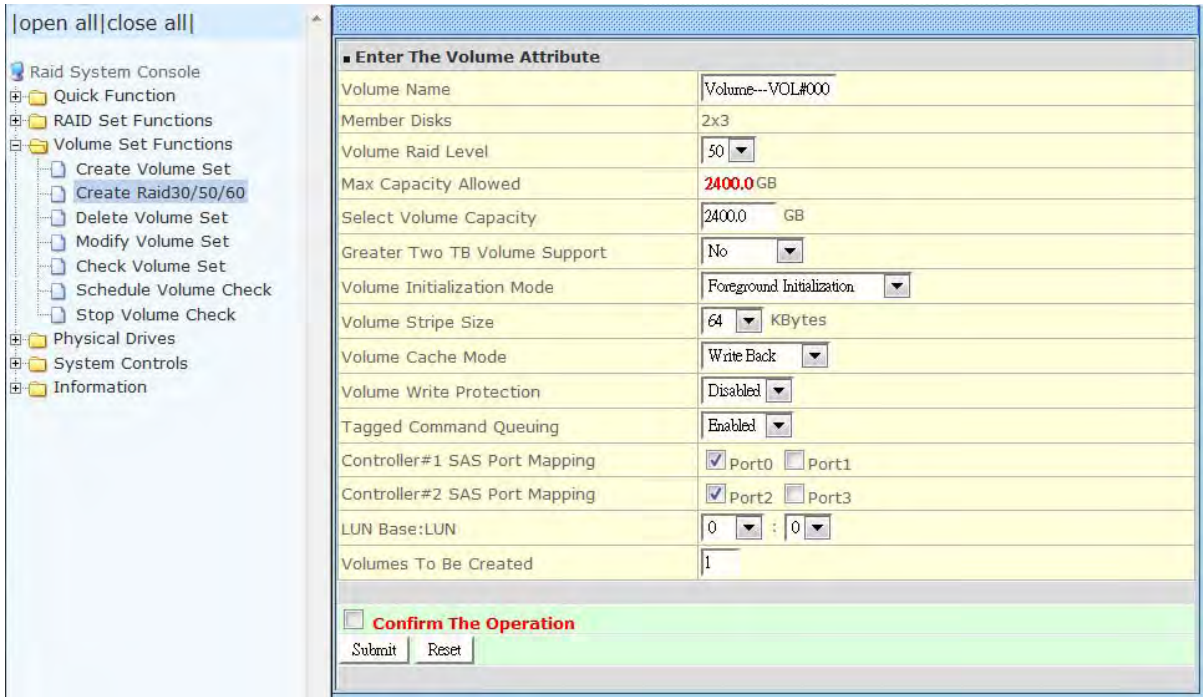 |open all|close all|
Raid System Console
Quick Function
RAID Set Functions
Volume Set Functions
Create Volume Set
Create Raid30/50/60
Delete Volume Set
Modify Volume Set
Check Volume Set
Schedule Volume Check
Stop Volume Check
Physical Drives
System Controls
Information
Enter The Volume Attribute
Volume Name Volume---VOL#000
Member Disks 2x3
Volume Raid Level 50
Max Capacity Allowed 2400.0 GB
Select Volume Capacity 2400.0 GB
Greater Two TB Volume Support No
Volume Initialization Mode Foreground Initialization
Volume Stripe Size 64 KBytes
Volume Cache Mode Write Back
Volume Write Protection Disabled
Tagged Command Queuing Enabled
Controller#1 SAS Port Mapping Port0 Port1
Controller#2 SAS Port Mapping Port2 Port3
LUN Base:LUN 0 : 0
Volumes To Be Created 1
Confirm The Operation
Submit Reset